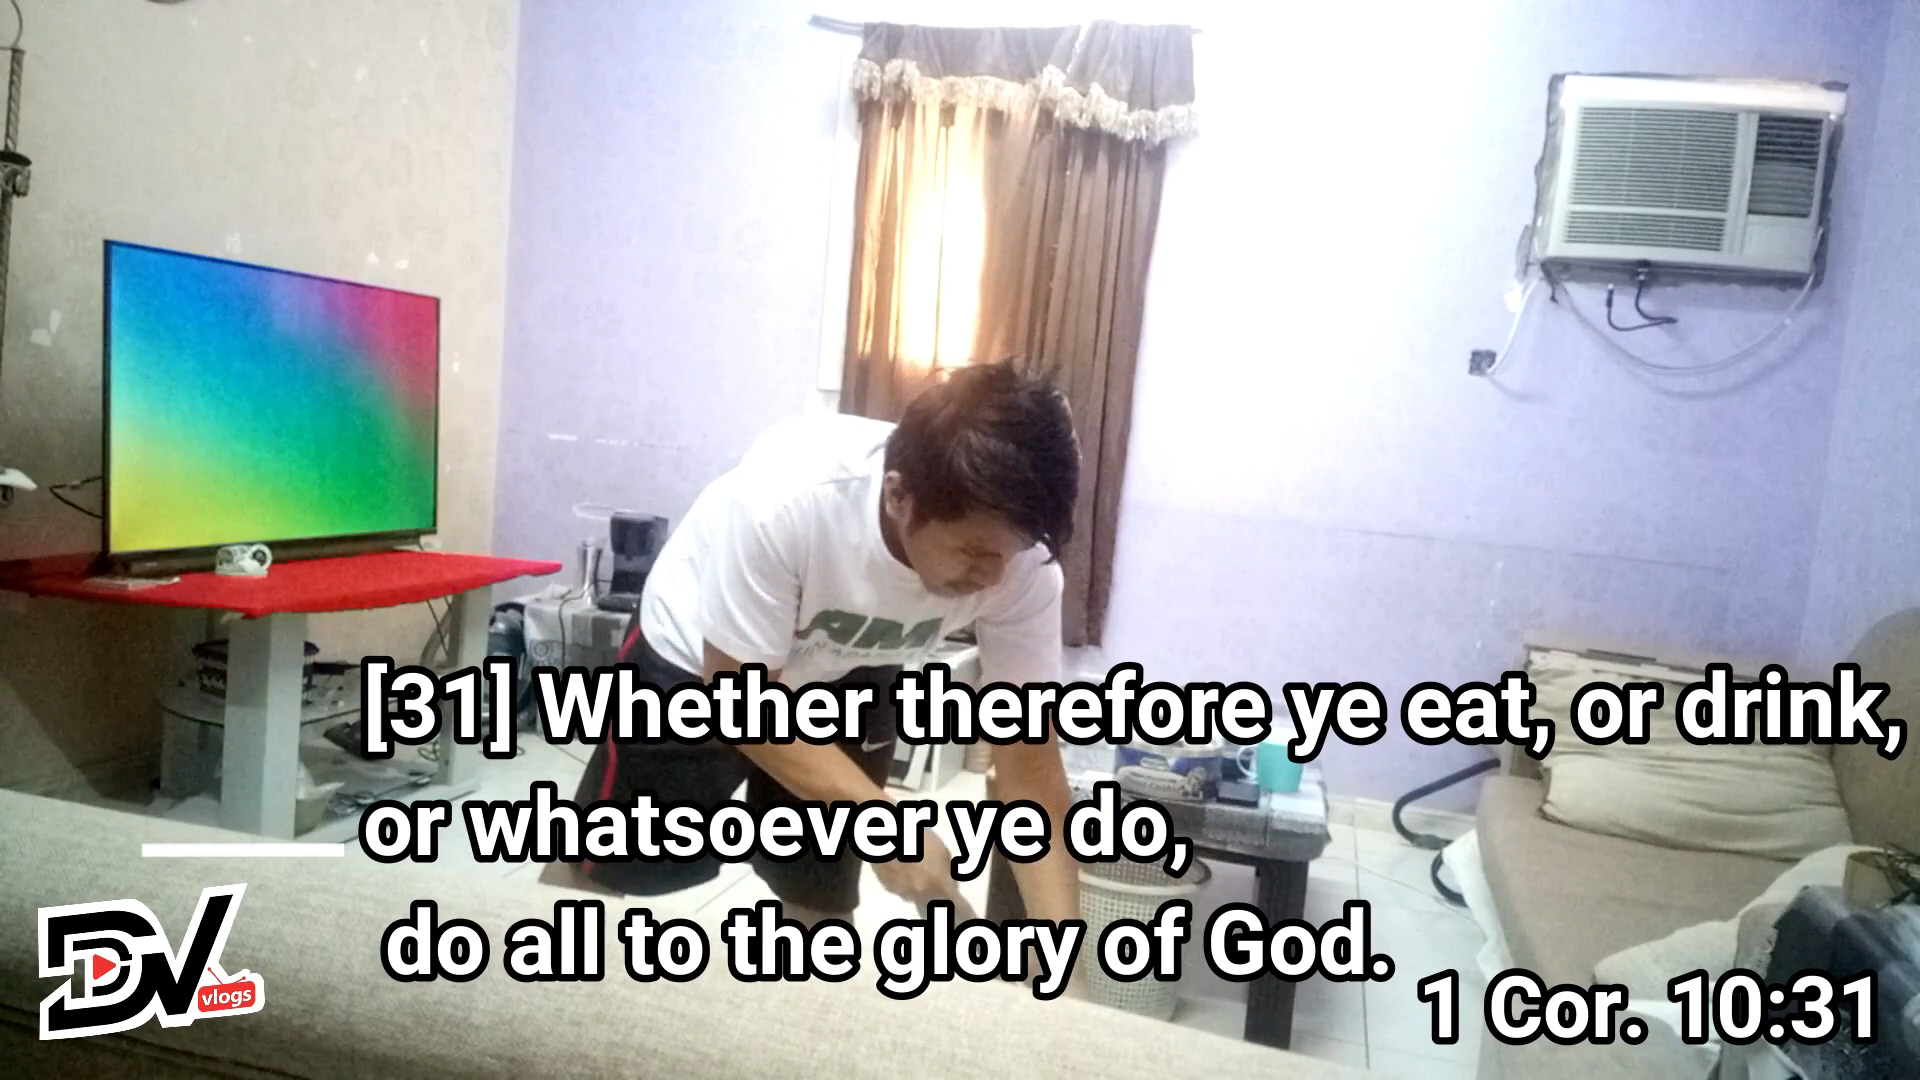 [31] Whether therefore ye eat, or drink,
or whatsoever ye do,
do all to the glory of God.
1 Cor. 10:31
DV
vlogs